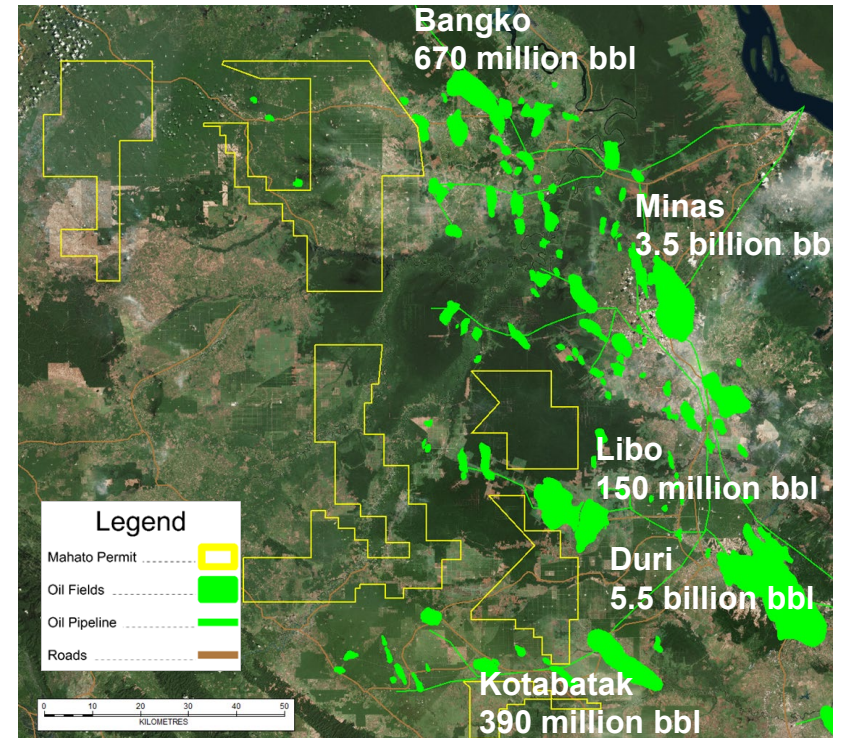 Bangko
670 million bbl
Minas
3.5 billion bb
Libo
150 million bbl
Duri
5.5 billion bbl
Kotabatak
390 million bbl
Legend
Mahato Permit
Oil Fields
Oil Pipeline
Roads
0 10 20 30 40 50
KILOMETRES